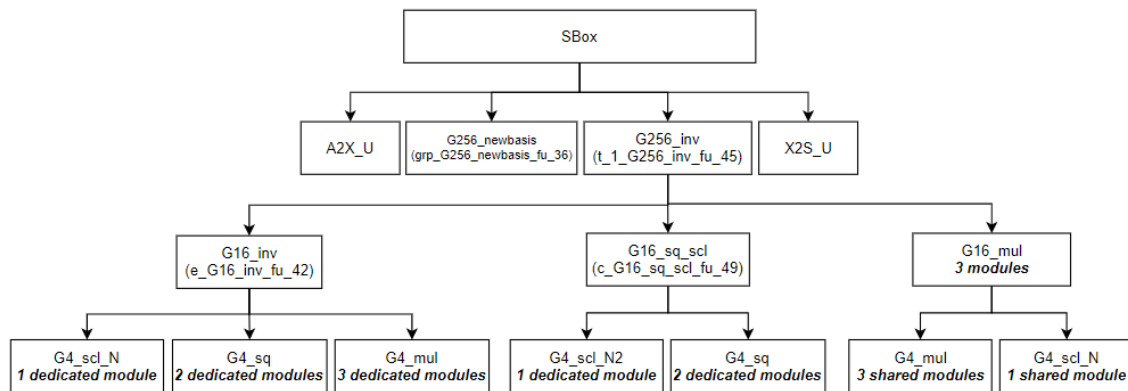 SBox
A2X_U
G256_newbasis
(grp_G256_newbasis_fu_36)
G256_inv
(t_1_G256_inv_fu_45)
X2S_U
G16_inv
(e_G16_inv_fu_42)
G16_sq_scl
(c_G16_sq_scl_fu_49)
G16_mul
3 modules
G4_scl_N
1 dedicated module
G4_sq
2 dedicated modules
G4_mul
3 dedicated modules
G4_scl_N2
1 dedicated module
G4_sq
2 dedicated modules
G4_mul
3 shared modules
G4_scl_N
1 shared module